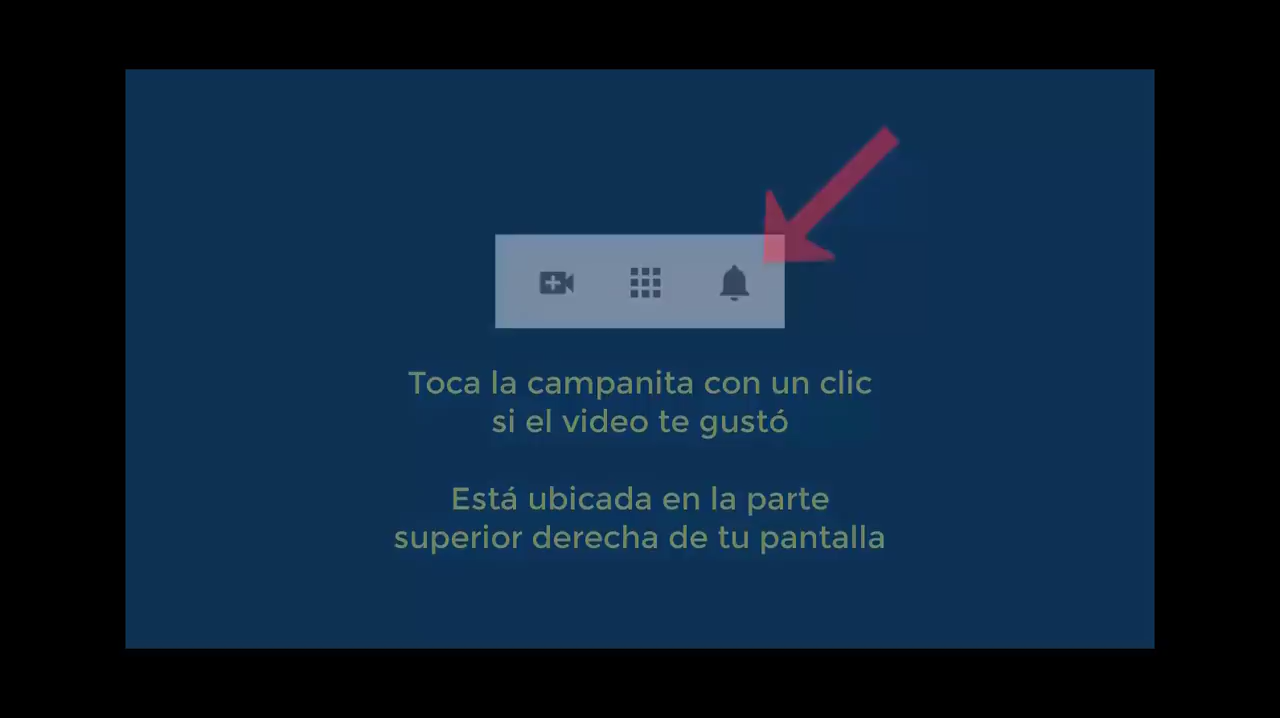 Toca la campanita con un clic
si el video te gustó
Está ubicada en la parte
superior derecha de tu pantalla